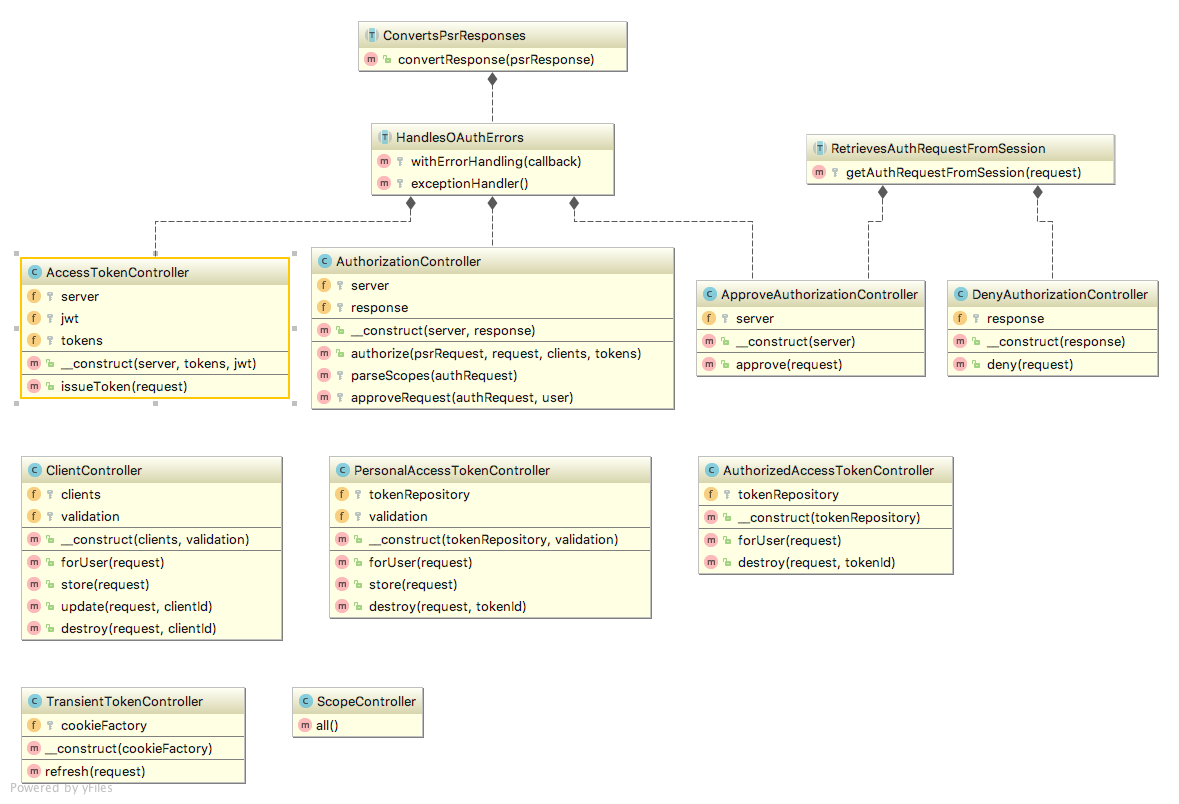 ConvertsPsrResponses
convertResponse(psrResponse)
HandlesOAuthErrors
withErrorHandling(callback)
exceptionHandler()
RetrievesAuthRequestFromSession
getAuthRequestFromSession(request)
AccessTokenController
server
jwt
tokens
__construct(server, tokens, jwt)
issueToken(request)
AuthorizationController
server
response
__construct(server, response)
authorize(psrRequest, request, clients, tokens)
parseScopes(authRequest)
approveRequest(authRequest, user)
ApproveAuthorizationController
server
__construct(server)
approve(request)
DenyAuthorizationController
response
__construct(response)
deny(request)
ClientController
clients
validation
__construct(clients, validation)
forUser(request)
store(request)
update(request, clientId)
destroy(request, clientId)
PersonalAccessTokenController
tokenRepository
validation
__construct(tokenRepository, validation)
forUser(request)
store(request)
destroy(request, tokenId)
AuthorizedAccessTokenController
tokenRepository
__construct(tokenRepository)
forUser(request)
destroy(request, tokenId)
TransientTokenController
cookieFactory
__construct(cookieFactory)
refresh(request)
ScopeController
all()
Powered by yFiles